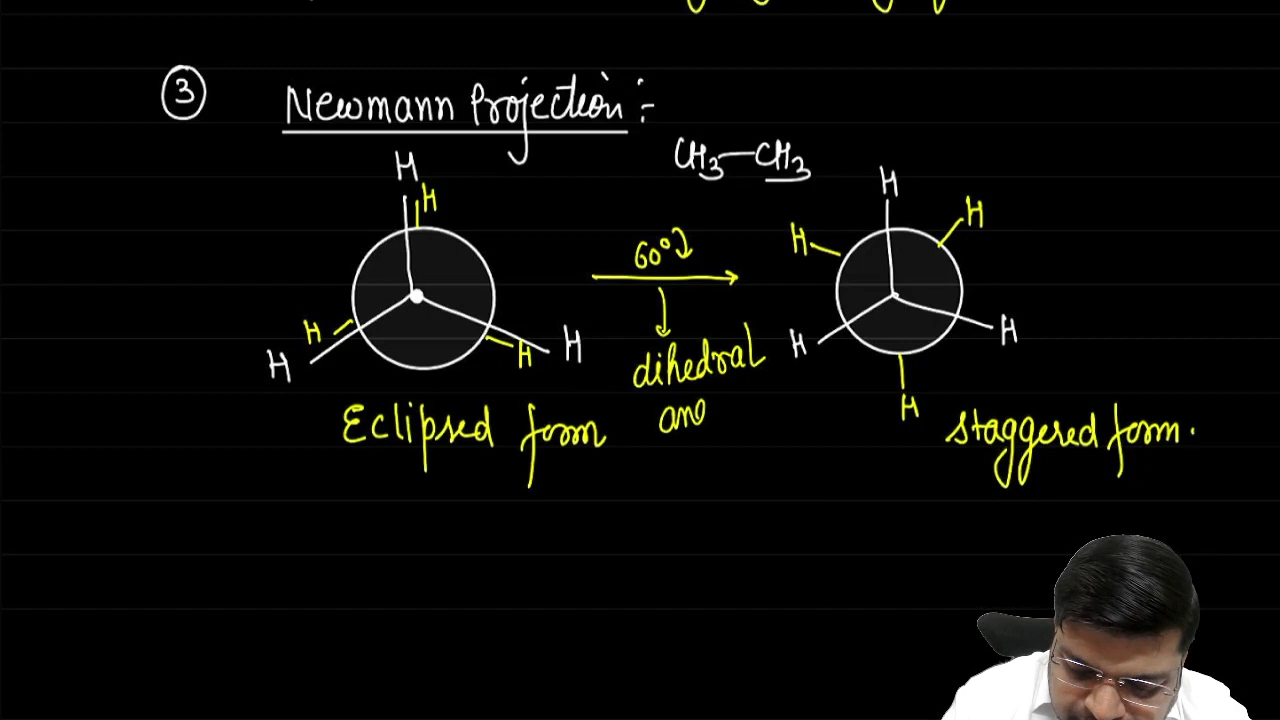 ③ Newmann Projection :-
CH3—CH3
H
H
H
H
H
H
Eclipsed form
60°
dihedral
ang
H
H
H
H
H
H
staggered form.